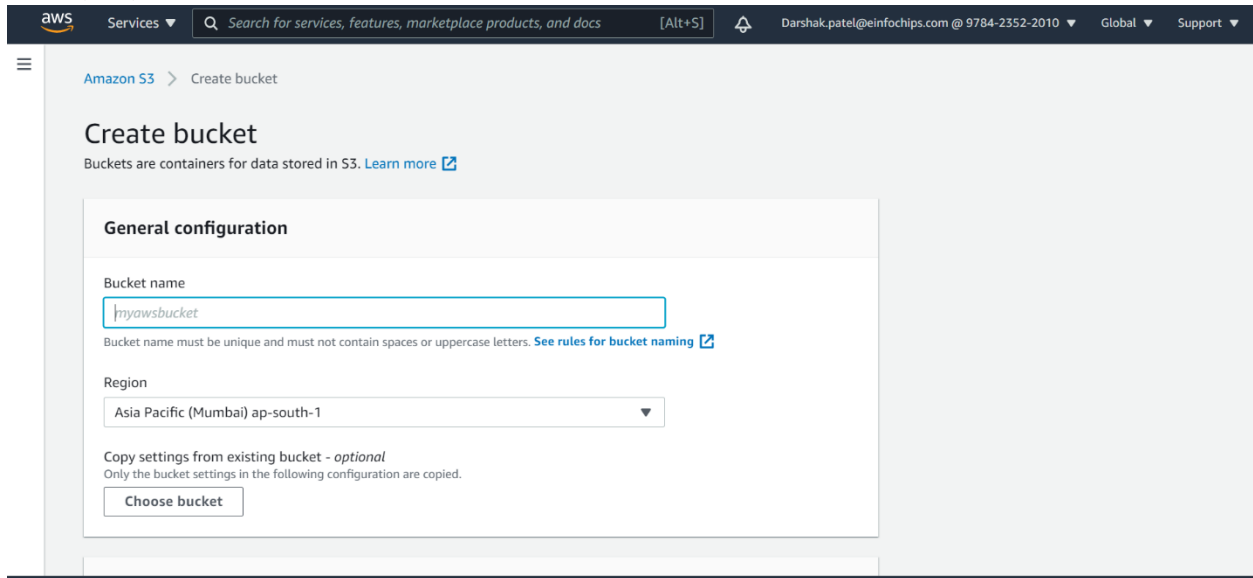 aws Services ▼ Search for services, features, marketplace products, and docs [Alt+S] Darshak.patel@einfochips.com @ 9784-2352-2010 ▼ Global ▼ Support ▼
Amazon S3 > Create bucket
Create bucket
Buckets are containers for data stored in S3. Learn more
General configuration
Bucket name
myawsbucket
Bucket name must be unique and must not contain spaces or uppercase letters. See rules for bucket naming
Region
Asia Pacific (Mumbai) ap-south-1
Copy settings from existing bucket - optional
Only the bucket settings in the following configuration are copied.
Choose bucket